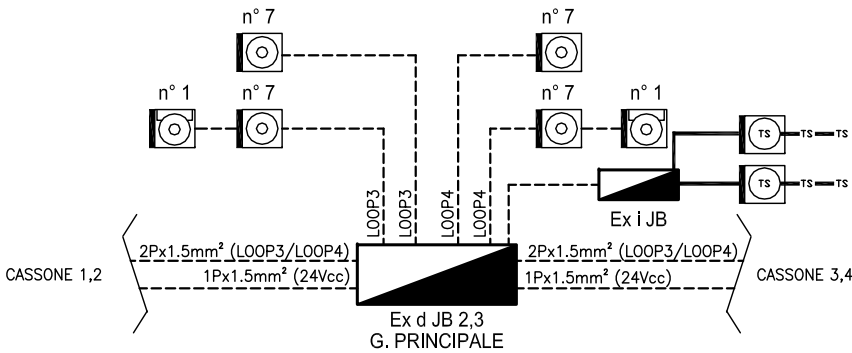 n° 7
n° 7
n° 1
n° 7
n° 7
n° 1
TS
TS
TS
TS
TS
TS
Ex i JB
LOOP3
LOOP3
LOOP4
LOOP4
CASSONE 1,2
2Px1.5mm² (LOOP3/LOOP4)
1Px1.5mm² (24Vcc)
2Px1.5mm² (LOOP3/LOOP4)
1Px1.5mm² (24Vcc)
CASSONE 3,4
Ex d JB 2,3
G. PRINCIPALE